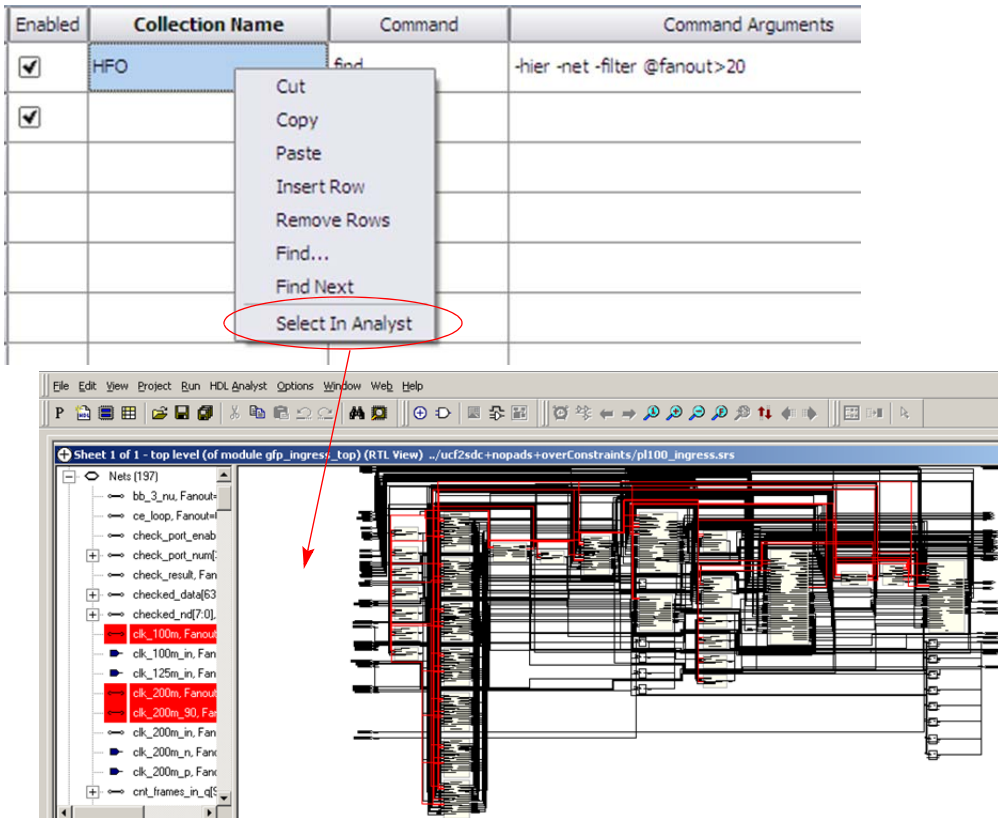 Enabled Collection Name Command Command Arguments
HFO find -hier -net -filter @fanout>20
Cut
Copy
Paste
Insert Row
Remove Rows
Find...
Find Next
Select In Analyst
File Edit View Project Run HDL Analyst Options Window Web Help
P
Sheet 1 of 1 - top level (of module gfp_ingress_top) (RTL View) ../ucf2sdc+nopads+overConstraints/pl100_ingress.srs
Nets (197)
bb_3_nu, Fanout=
ce_loop, Fanout=
check_port_enab
check_port_num[
check_result, Fan
checked_data[63
checked_nd[7:0],
clk_100m, Fanout
clk_100m_in, Fan
clk_125m_in, Fan
clk_200m, Fanout
clk_200m_90, Fan
clk_200m_in, Fan
clk_200m_n, Fano
clk_200m_p, Fano
cnt_frames_in_q[